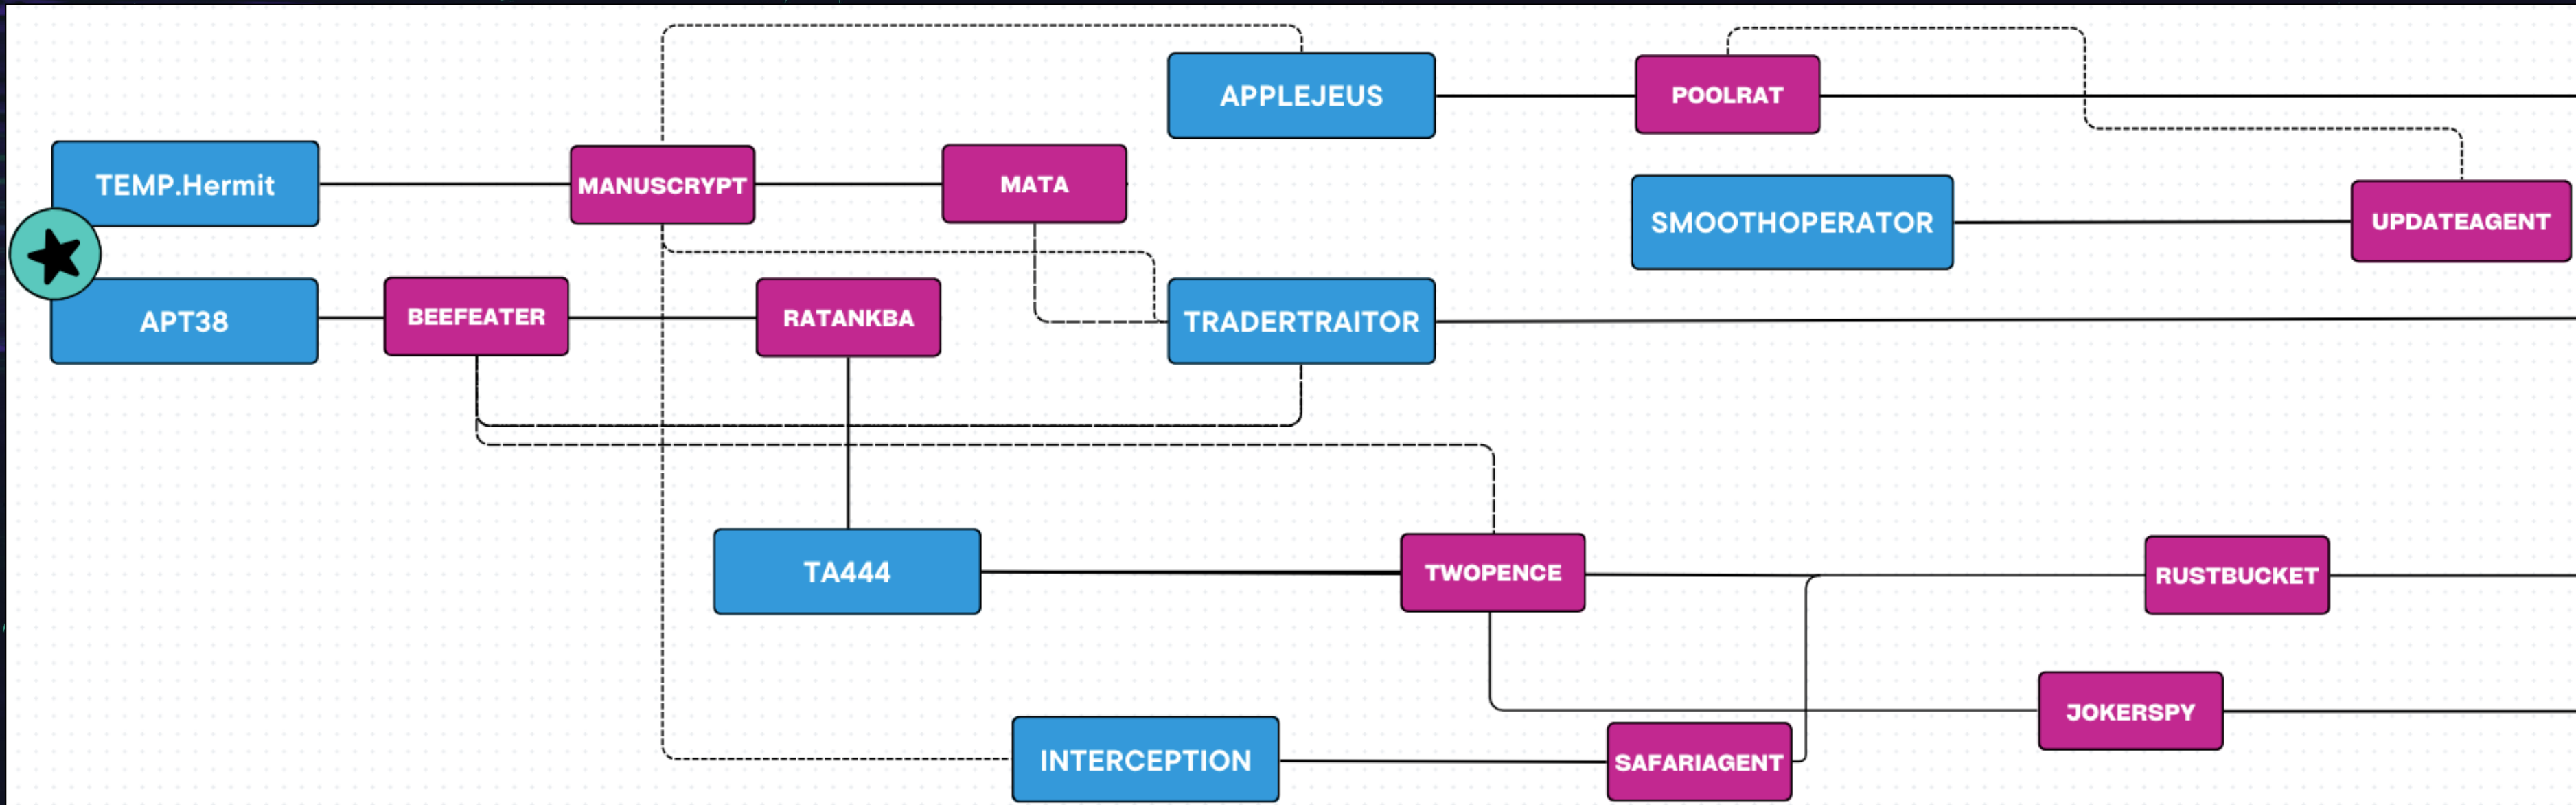 APPLEJEUS
POOLRAT
TEMP.Hermit
MANUSCRYPT
MATA
SMOOTHOPERATOR
UPDATEAGENT
APT38
BEEFEATER
RATANKBA
TRADERTRAITOR
TA444
TWOPENCE
RUSTBUCKET
JOKERSPY
INTERCEPTION
SAFARIAGENT